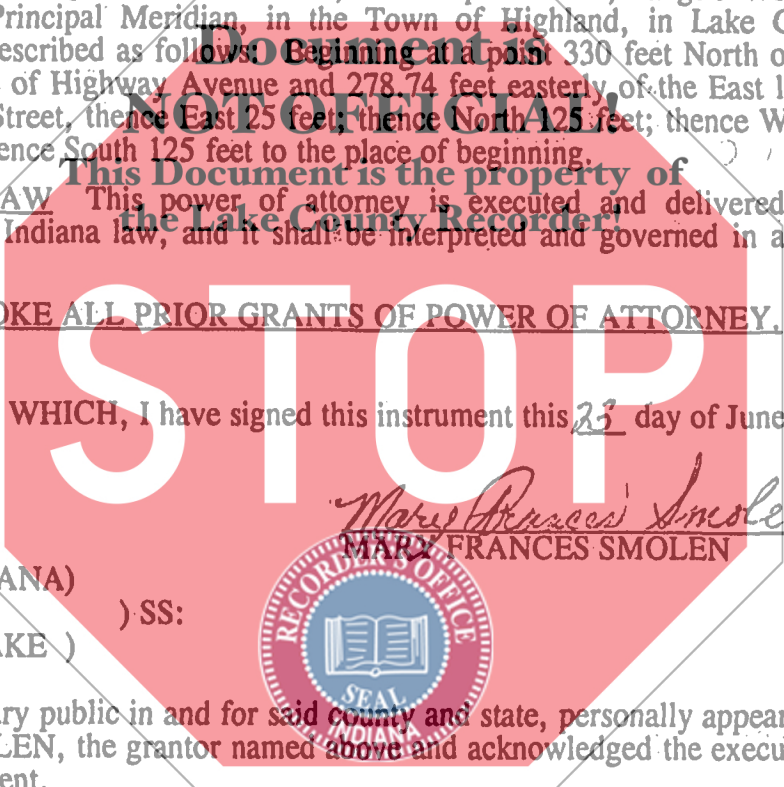 Principal Meridian, in the Town of Highland, in Lake
escribed as follows: Beginning at a point 330 feet North o
of Highway Avenue and 278.74 feet easterly of the East l
Street, thence East 25 feet; thence North 125 feet; thence W
ence South 125 feet to the place of beginning.
Document is
NOT OFFICIAL!
This Document is the property of
the Lake County Recorder!
AW This power of attorney is executed and delivered
Indiana law, and it shall be interpreted and governed in a
OKE ALL PRIOR GRANTS OF POWER OF ATTORNEY.
STOP
WHICH, I have signed this instrument this 23 day of June
Mary Frances Smole
MARY FRANCES SMOLEN
ANA)
) SS:
AKE )
RECORDER'S OFFICE
SEAL
INDIANA
ry public in and for said county and state, personally appear
LEN, the grantor named above and acknowledged the execu
ent.